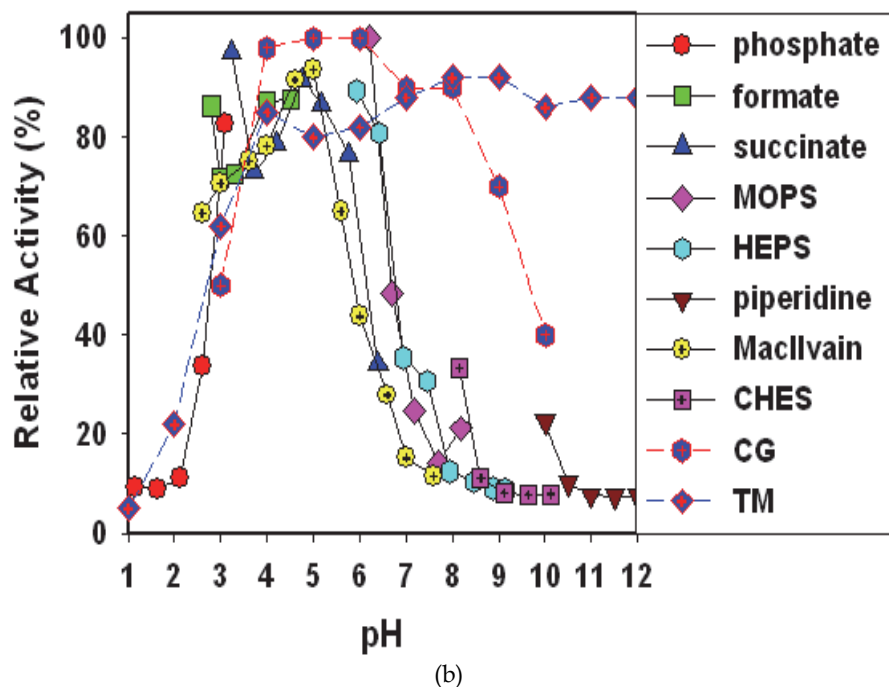 Relative Activity (%)
100
80
60
40
20
0
1 2 3 4 5 6 7 8 9 10 11 12
pH
phosphate
formate
succinate
MOPS
HEPS
piperidine
MacIlvain
CHES
CG
TM
(b)